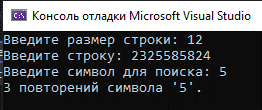 Консоль отладки Microsoft Visual Studio
Введите размер строки: 12
Введите строку: 2325585824
Введите символ для поиска: 5
3 повторений символа '5'.